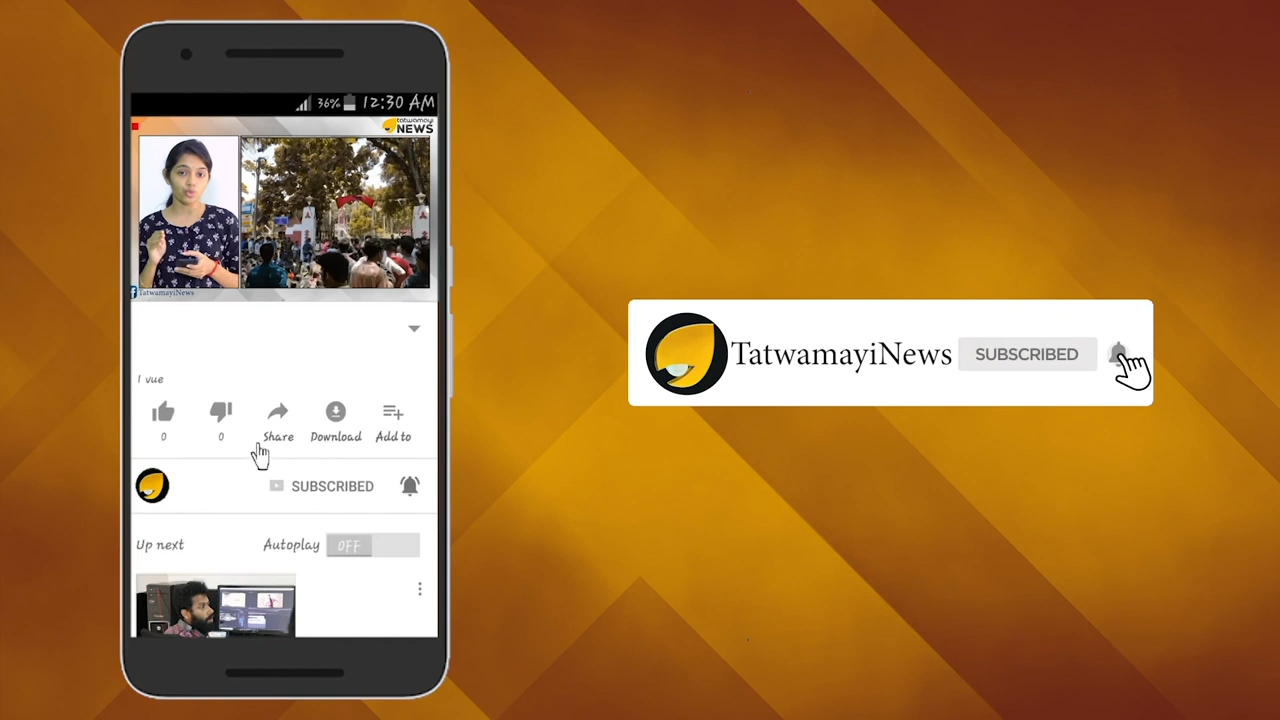 36% 12:30 AM
tatwamayi
NEWS
TatwamayiNews
1 vue
0 0 Share Download Add to
SUBSCRIBED
Up next Autoplay OFF
TatwamayiNews SUBSCRIBED